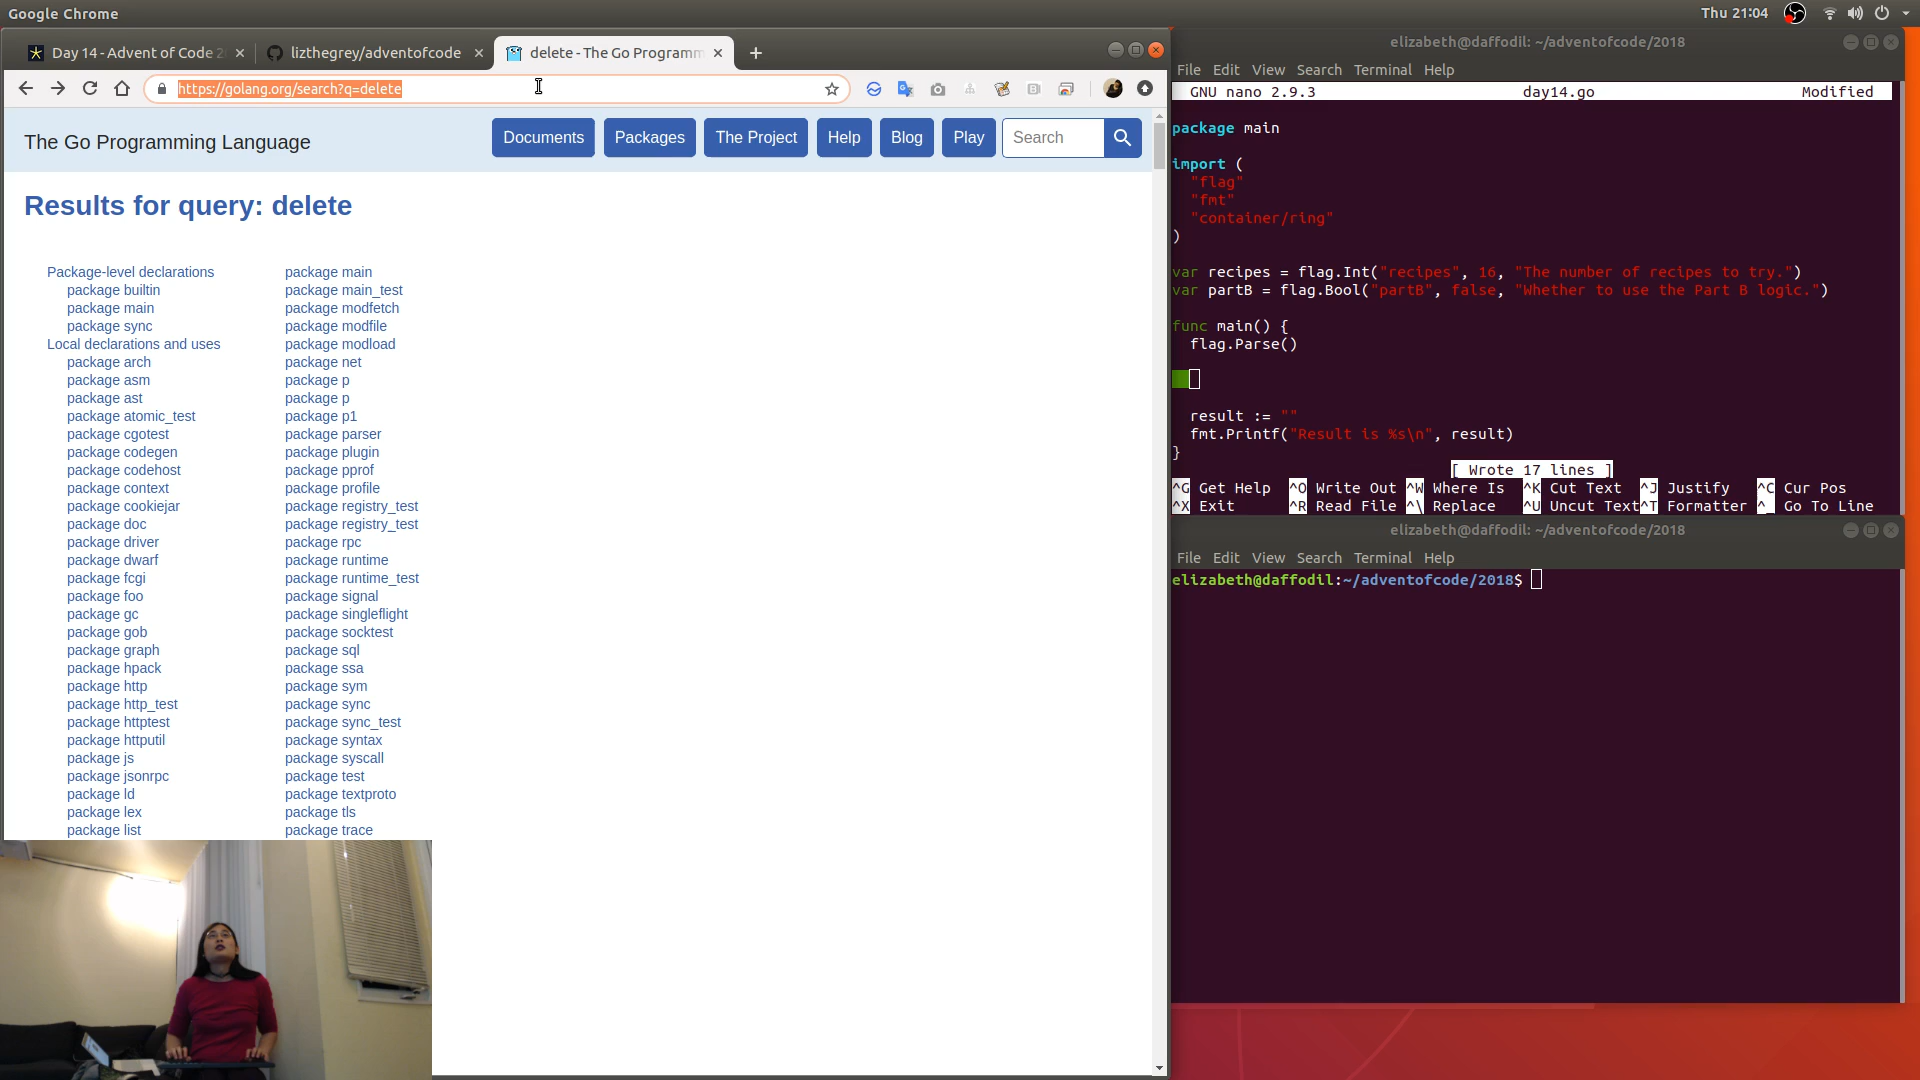 Google Chrome
Thu 21:04
Day 14 - Advent of Code 2
lizthegrey/adventofcode
delete - The Go Programm
https://golang.org/search?q=delete
The Go Programming Language
Documents
Packages
The Project
Help
Blog
Play
Search
Results for query: delete
Package-level declarations
package builtin
package main
package sync
Local declarations and uses
package arch
package asm
package ast
package atomic_test
package cgotest
package codegen
package codehost
package context
package cookiejar
package doc
package driver
package dwarf
package fcgi
package foo
package gc
package gob
package graph
package hpack
package http
package http_test
package httptest
package httputil
package js
package jsonrpc
package ld
package lex
package list
package main
package main_test
package modfetch
package modfile
package modload
package net
package p
package p
package p1
package parser
package plugin
package pprof
package profile
package registry_test
package registry_test
package rpc
package runtime
package runtime_test
package signal
package singleflight
package socktest
package sql
package ssa
package sym
package sync
package sync_test
package syntax
package syscall
package test
package textproto
package tls
package trace
elizabeth@daffodil: ~/adventofcode/2018
File Edit View Search Terminal Help
GNU nano 2.9.3 day14.go Modified
package main
import (
"flag"
"fmt"
"container/ring"
)
var recipes = flag.Int("recipes", 16, "The number of recipes to try.")
var partB = flag.Bool("partB", false, "Whether to use the Part B logic.")
func main() {
flag.Parse()
result := ""
fmt.Printf("Result is %s\n", result)
}
[ Wrote 17 lines ]
^G Get Help ^O Write Out ^W Where Is ^K Cut Text ^J Justify ^C Cur Pos
^X Exit ^R Read File ^\ Replace ^U Uncut Text ^T Formatter ^_ Go To Line
elizabeth@daffodil: ~/adventofcode/2018
File Edit View Search Terminal Help
elizabeth@daffodil:~/adventofcode/2018$